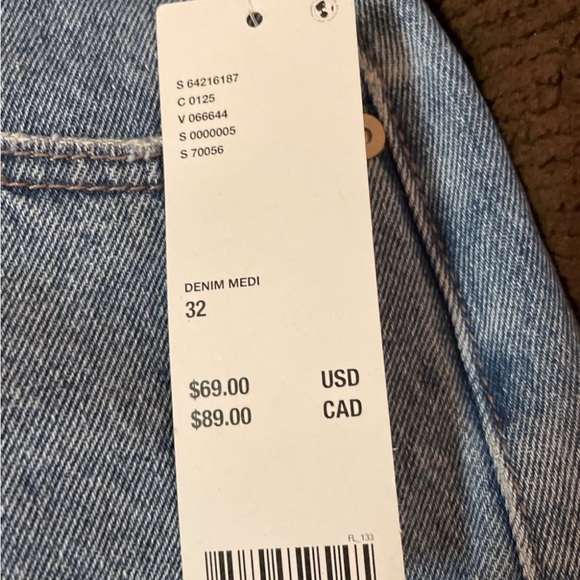 S 64216187
C 0125
V 066644
S 0000005
S 70056
DENIM MEDI
32
$69.00 USD
$89.00 CAD
FL_133